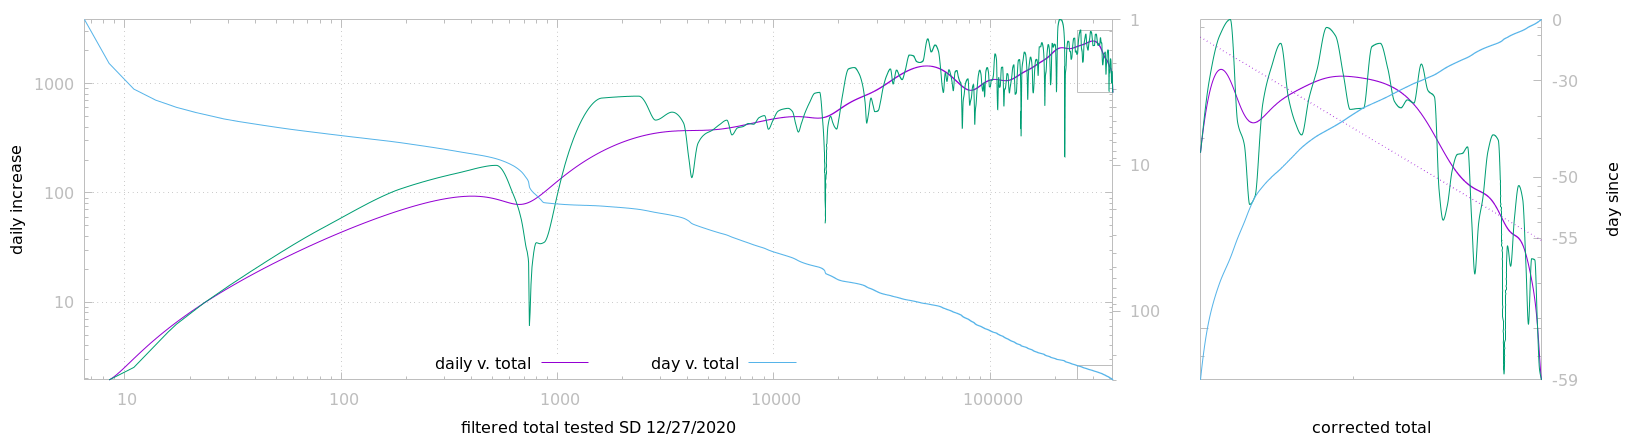 daily increase
1000
100
10
10
100
1000
10000
100000
daily v. total
day v. total
filtered total tested SD 12/27/2020
1
10
100
0
-30
-50
-55
-59
day since
corrected total